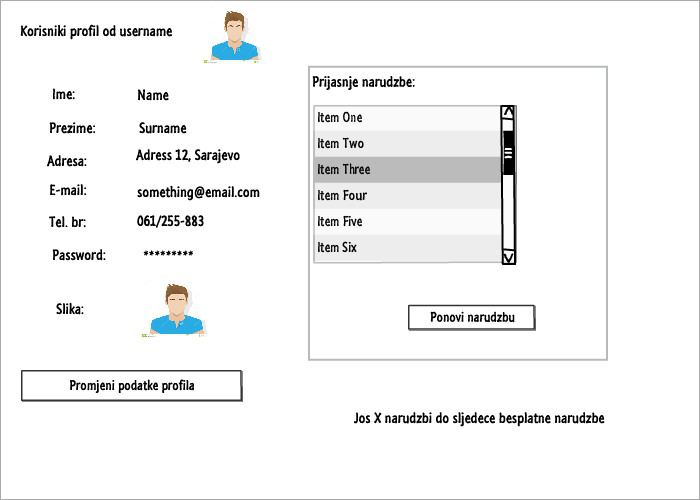 Korisniki profil od username
Ime: Name
Prezime: Surname
Adresa: Adress 12, Sarajevo
E-mail: something@email.com
Tel. br: 061/255-883
Password: *********
Slika:
Promjeni podatke profila
Prijasnje narudzbe:
Item One
Item Two
Item Three
Item Four
Item Five
Item Six
Ponovi narudzbu
Jos X narudzbi do sljedece besplatne narudzbe